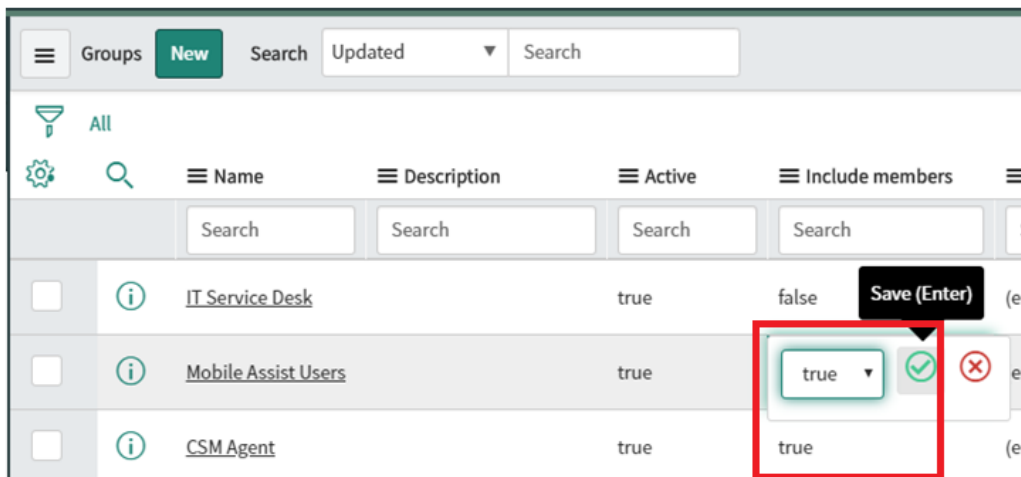 Groups New Search Updated Search
All
Name Description Active Include members
Search Search Search Search
IT Service Desk true false
Save (Enter)
Mobile Assist Users true true
CSM Agent true true